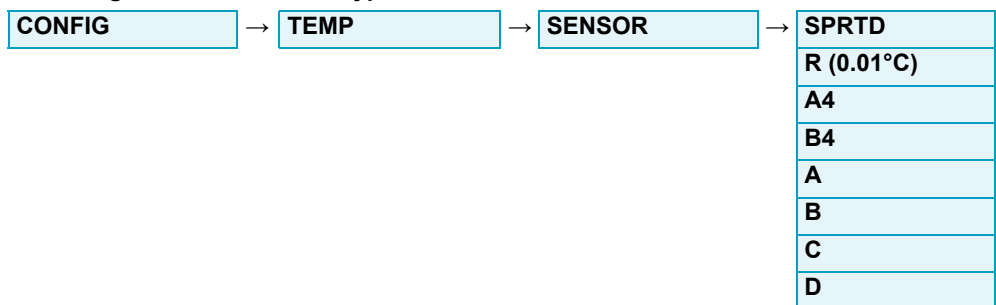 CONFIG → TEMP → SENSOR → SPRTD
R (0.01°C)
A4
B4
A
B
C
D